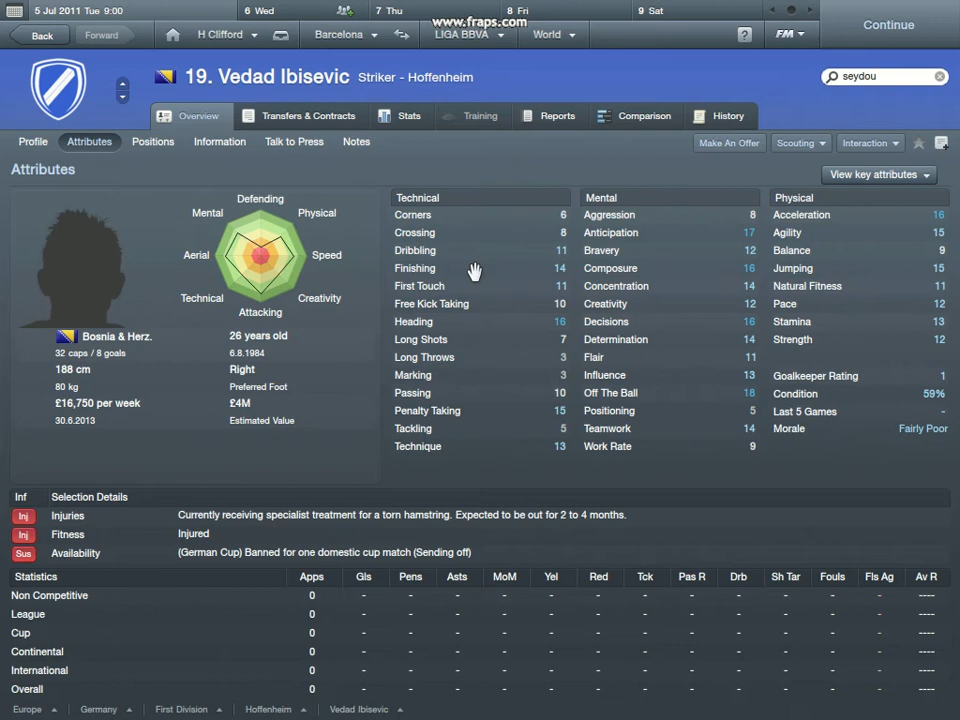 5 Jul 2011 Tue 9:00 6 Wed 7 Thu 8 Fri 9 Sat
www.fraps.com
Continue
Back Forward H Clifford Barcelona LIGA BBVA World ? FM
19. Vedad Ibisevic Striker - Hoffenheim
seydou
Overview Transfers & Contracts Stats Training Reports Comparison History
Profile Attributes Positions Information Talk to Press Notes Make An Offer Scouting Interaction
Attributes
View key attributes
Defending
Mental Physical
Aerial Speed
Technical Creativity
Attacking
Bosnia & Herz. 26 years old
32 caps / 8 goals 6.8.1984
188 cm Right
80 kg Preferred Foot
£16,750 per week £4M
30.6.2013 Estimated Value
Technical Mental Physical
Corners 6 Aggression 8 Acceleration 16
Crossing 8 Anticipation 17 Agility 15
Dribbling 11 Bravery 12 Balance 9
Finishing 14 Composure 16 Jumping 15
First Touch 11 Concentration 14 Natural Fitness 11
Free Kick Taking 10 Creativity 12 Pace 12
Heading 16 Decisions 16 Stamina 13
Long Shots 7 Determination 14 Strength 12
Long Throws 3 Flair 11
Marking 3 Influence 13 Goalkeeper Rating 1
Passing 10 Off The Ball 18 Condition 59%
Penalty Taking 15 Positioning 5 Last 5 Games -
Tackling 5 Teamwork 14 Morale Fairly Poor
Technique 13 Work Rate 9
Inf Selection Details
Inj Injuries Currently receiving specialist treatment for a torn hamstring. Expected to be out for 2 to 4 months.
Inj Fitness Injured
Sus Availability (German Cup) Banned for one domestic cup match (Sending off)
Statistics Apps Gls Pens Asts MoM Yel Red Tck Pas R Drb Sh Tar Fouls Fls Ag Av R
Non Competitive 0 - - - - - - - - - - - - ----
League 0 - - - - - - - - - - - - ----
Cup 0 - - - - - - - - - - - - ----
Continental 0 - - - - - - - - - - - - ----
International 0 - - - - - - - - - - - - ----
Overall 0 - - - - - - - - - - - - ----
Europe Germany First Division Hoffenheim Vedad Ibisevic